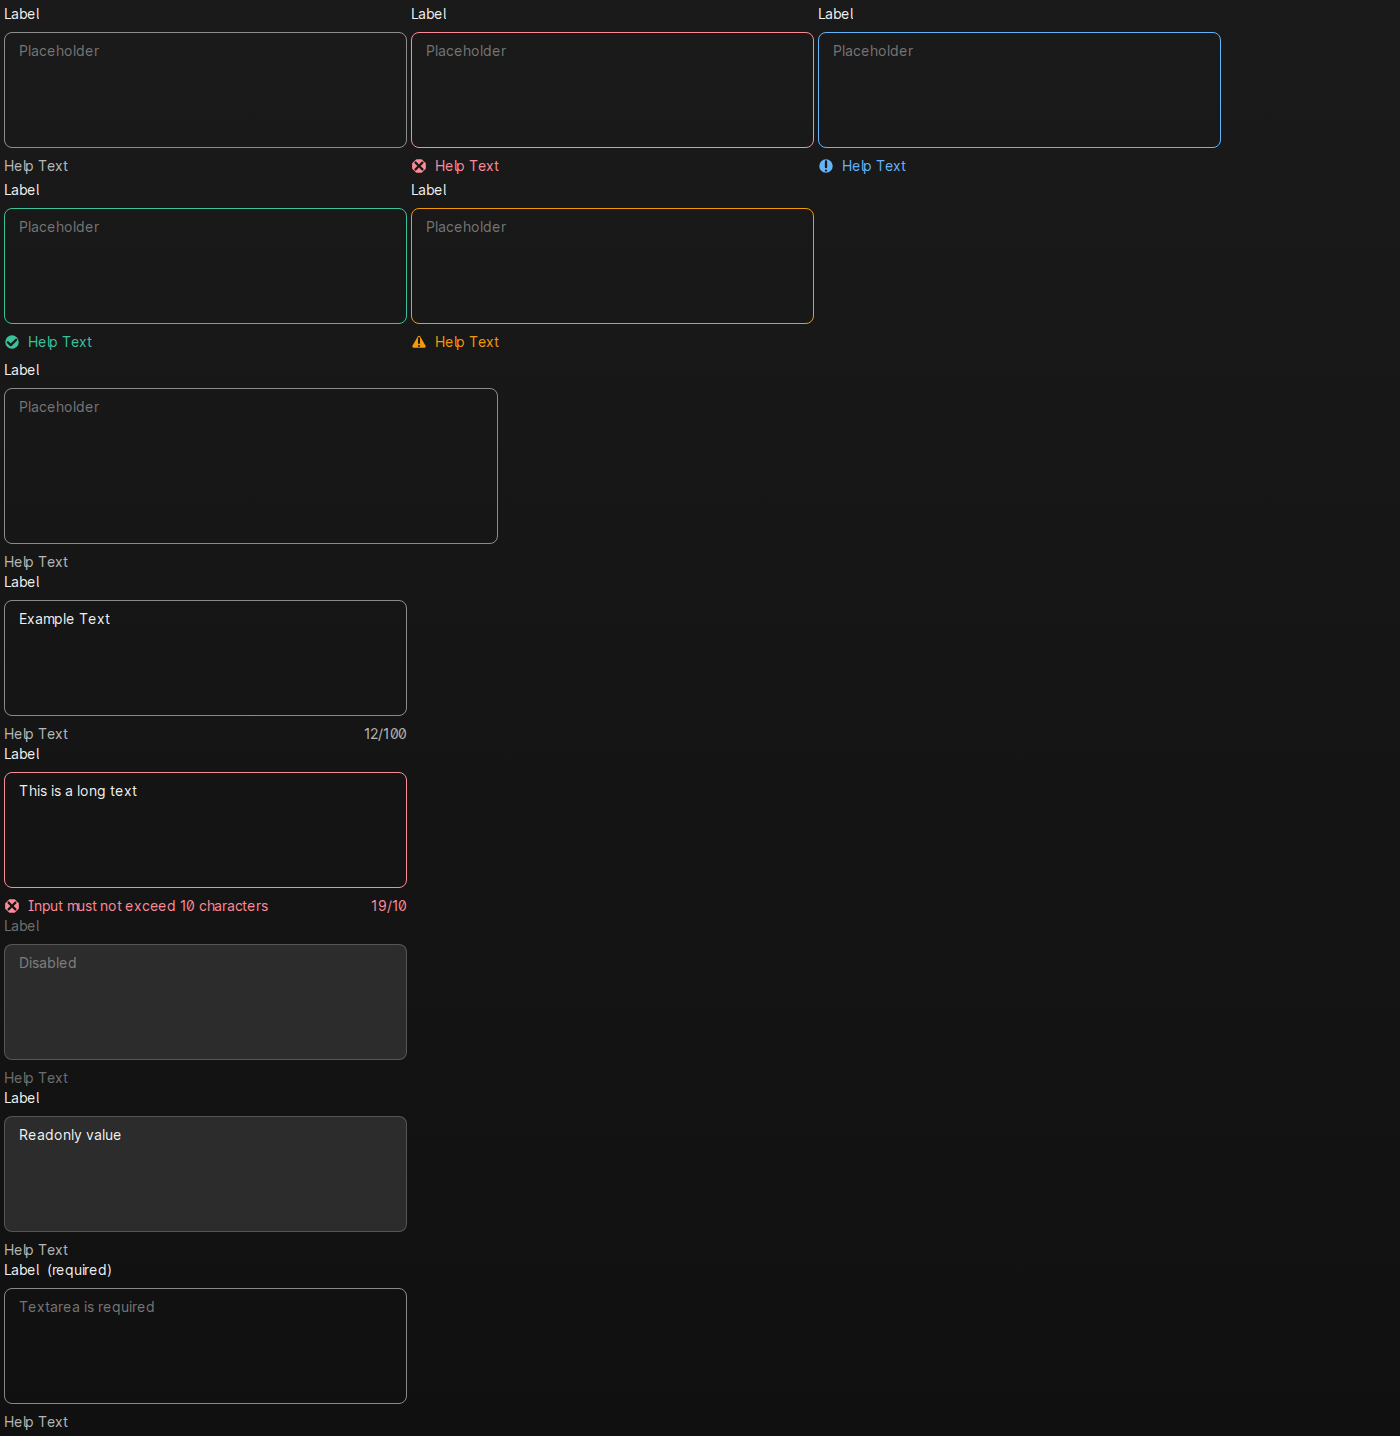 Label Label Label
Placeholder Placeholder Placeholder
Help Text Help Text Help Text
Label Label
Placeholder Placeholder
Help Text Help Text
Label
Placeholder
Help Text
Label
Example Text
Help Text 12/100
Label
This is a long text
Input must not exceed 10 characters 19/10
Label
Disabled
Help Text
Label
Readonly value
Help Text
Label (required)
Textarea is required
Help Text